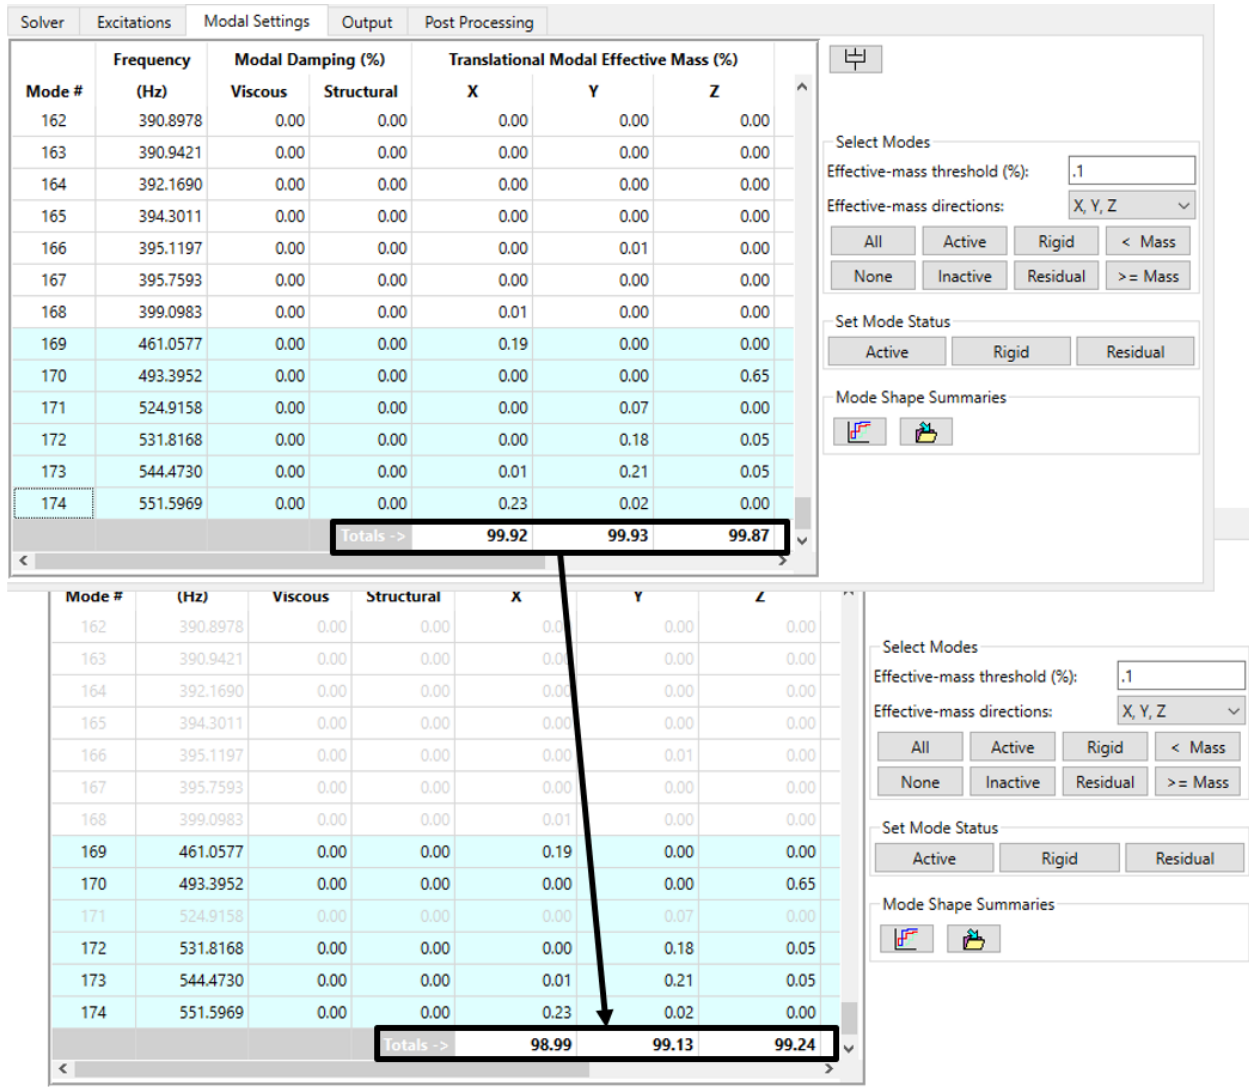 Solver Excitations Modal Settings Output Post Processing
Frequency Modal Damping (%) Translational Modal Effective Mass (%)
Mode # (Hz) Viscous Structural X Y Z
162 390.8978 0.00 0.00 0.00 0.00 0.00
163 390.9421 0.00 0.00 0.00 0.00 0.00
164 392.1690 0.00 0.00 0.00 0.00 0.00
165 394.3011 0.00 0.00 0.00 0.00 0.00
166 395.1197 0.00 0.00 0.00 0.01 0.00
167 395.7593 0.00 0.00 0.00 0.00 0.00
168 399.0983 0.00 0.00 0.01 0.00 0.00
169 461.0577 0.00 0.00 0.19 0.00 0.00
170 493.3952 0.00 0.00 0.00 0.00 0.65
171 524.9158 0.00 0.00 0.00 0.07 0.00
172 531.8168 0.00 0.00 0.00 0.18 0.05
173 544.4730 0.00 0.00 0.01 0.21 0.05
174 551.5969 0.00 0.00 0.23 0.02 0.00
Totals -> 99.92 99.93 99.87
Select Modes
Effective-mass threshold (%): .1
Effective-mass directions: X, Y, Z
All Active Rigid < Mass
None Inactive Residual >= Mass
Set Mode Status
Active Rigid Residual
Mode Shape Summaries
Mode # (Hz) Viscous Structural X Y Z
162 390.8978 0.00 0.00 0.00 0.00 0.00
163 390.9421 0.00 0.00 0.00 0.00 0.00
164 392.1690 0.00 0.00 0.00 0.00 0.00
165 394.3011 0.00 0.00 0.00 0.00 0.00
166 395.1197 0.00 0.00 0.00 0.01 0.00
167 395.7593 0.00 0.00 0.00 0.00 0.00
168 399.0983 0.00 0.00 0.01 0.00 0.00
169 461.0577 0.00 0.00 0.19 0.00 0.00
170 493.3952 0.00 0.00 0.00 0.00 0.65
171 524.9158 0.00 0.00 0.00 0.07 0.00
172 531.8168 0.00 0.00 0.00 0.18 0.05
173 544.4730 0.00 0.00 0.01 0.21 0.05
174 551.5969 0.00 0.00 0.23 0.02 0.00
Totals -> 98.99 99.13 99.24
Select Modes
Effective-mass threshold (%): .1
Effective-mass directions: X, Y, Z
All Active Rigid < Mass
None Inactive Residual >= Mass
Set Mode Status
Active Rigid Residual
Mode Shape Summaries